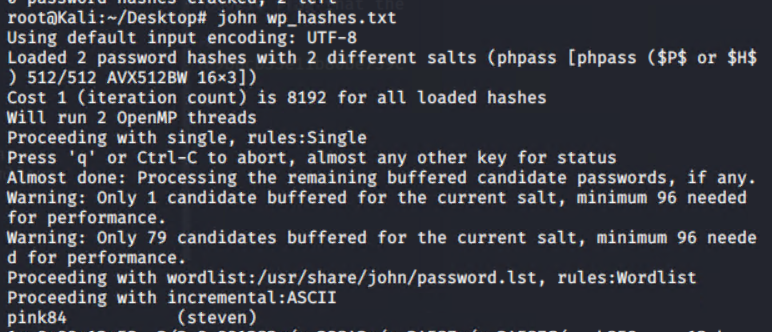 0 password hashes cracked, 2 left
root@Kali:~/Desktop# john wp_hashes.txt
Using default input encoding: UTF-8
Loaded 2 password hashes with 2 different salts (phpass [phpass ($P$ or $H$
) 512/512 AVX512BW 16×3])
Cost 1 (iteration count) is 8192 for all loaded hashes
Will run 2 OpenMP threads
Proceeding with single, rules:Single
Press 'q' or Ctrl-C to abort, almost any other key for status
Almost done: Processing the remaining buffered candidate passwords, if any.
Warning: Only 1 candidate buffered for the current salt, minimum 96 needed
for performance.
Warning: Only 79 candidates buffered for the current salt, minimum 96 neede
d for performance.
Proceeding with wordlist:/usr/share/john/password.lst, rules:Wordlist
Proceeding with incremental:ASCII
pink84           (steven)